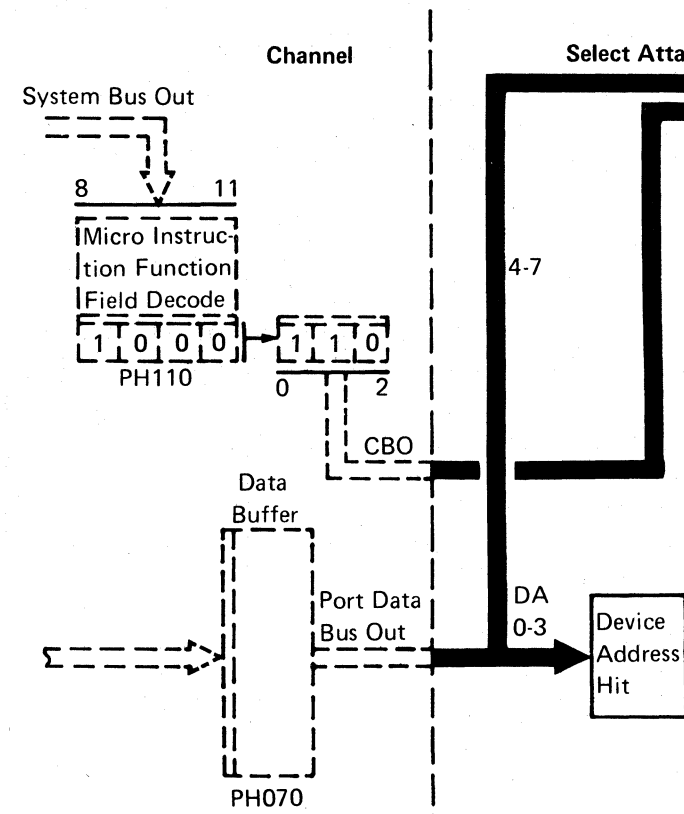 Channel
Select Atta
System Bus Out
8 11
Micro Instruc-
tion Function
Field Decode
1 0 0 0
1 1 0
PH110
0 2
4-7
CBO
Data
Buffer
Port Data
Bus Out
DA
0-3
Device
Address
Hit
PH070